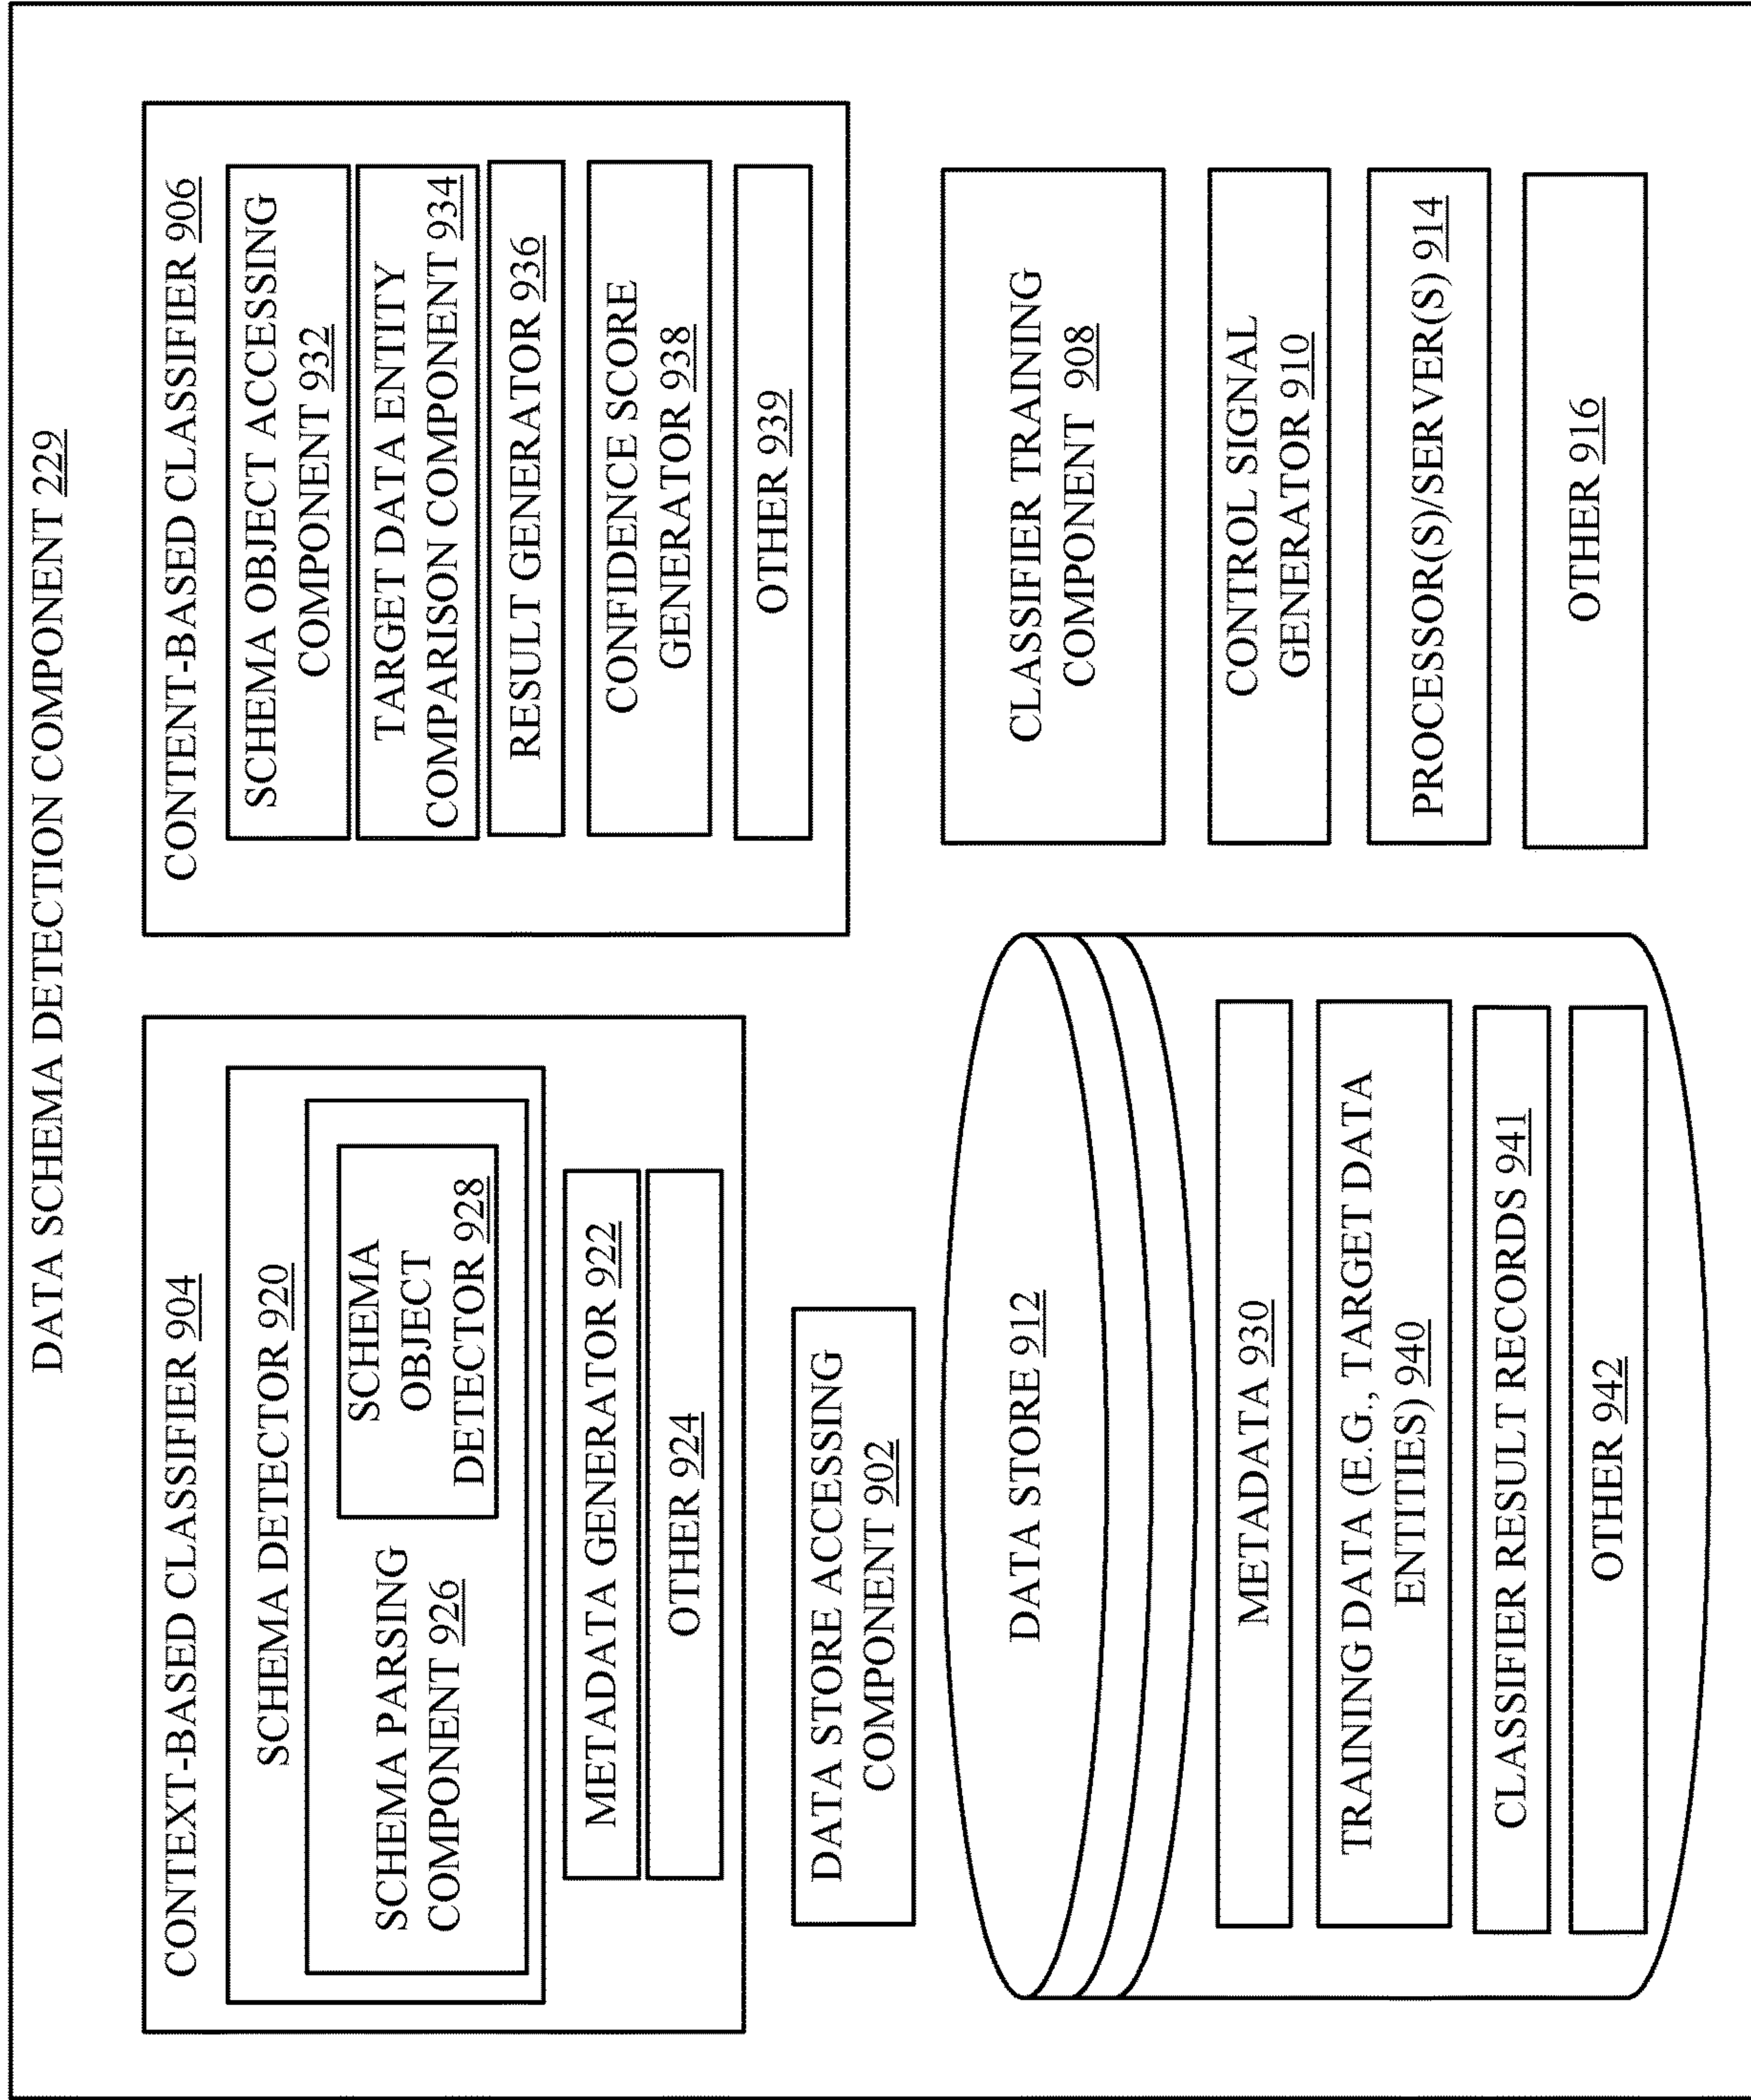 DATA SCHEMA DETECTION COMPONENT 229
CONTEXT-BASED CLASSIFIER 904
SCHEMA DETECTOR 920
SCHEMA PARSING
COMPONENT 926
SCHEMA
OBJECT
DETECTOR 928
METADATA GENERATOR 922
OTHER 924
DATA STORE ACCESSING
COMPONENT 902
DATA STORE 912
METADATA 930
TRAINING DATA (E.G., TARGET DATA
ENTITIES) 940
CLASSIFIER RESULT RECORDS 941
OTHER 942
CONTENT-BASED CLASSIFIER 906
SCHEMA OBJECT ACCESSING
COMPONENT 932
TARGET DATA ENTITY
COMPARISON COMPONENT 934
RESULT GENERATOR 936
CONFIDENCE SCORE
GENERATOR 938
OTHER 939
CLASSIFIER TRAINING
COMPONENT 908
CONTROL SIGNAL
GENERATOR 910
PROCESSOR(S)/SERVER(S) 914
OTHER 916